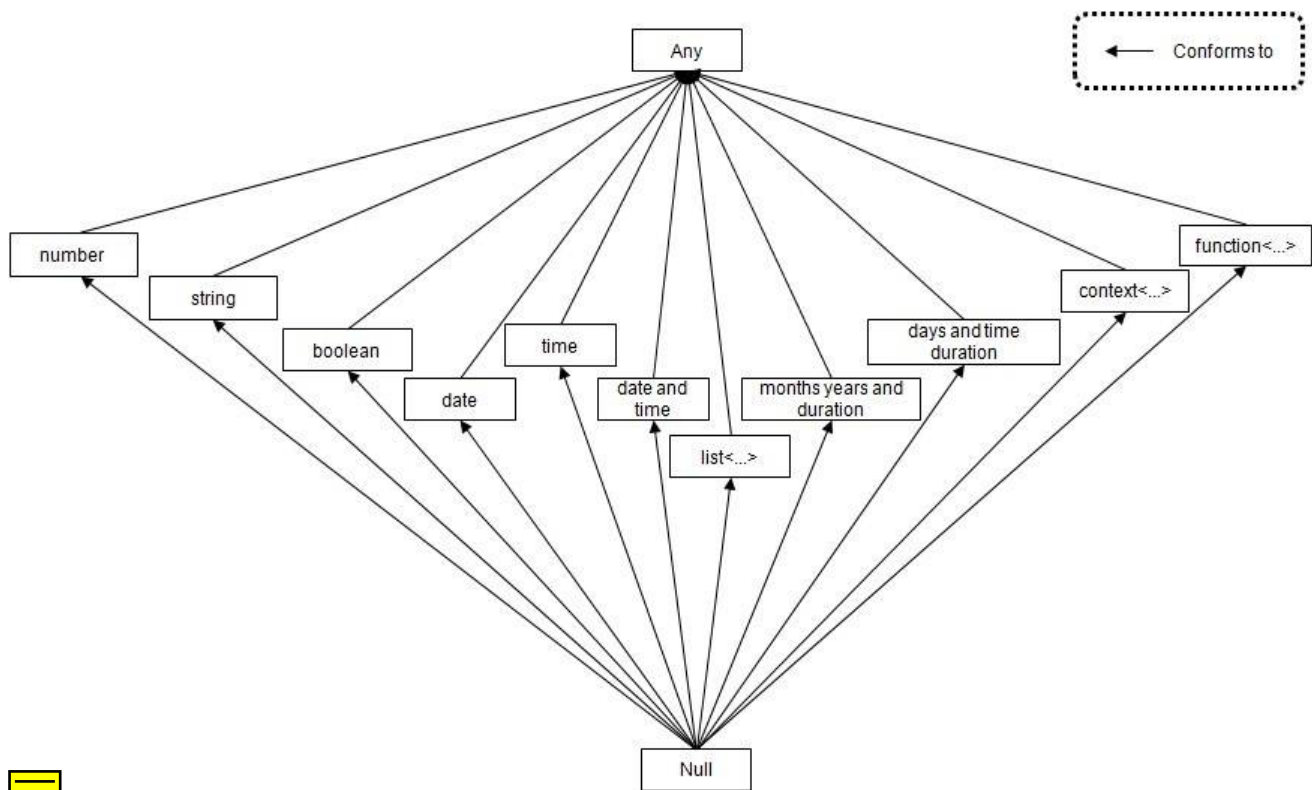 Any
Conforms to
number
function<...>
string
context<...>
boolean
time
days and time
duration
date
date and
time
months years and
duration
list<...>
Null